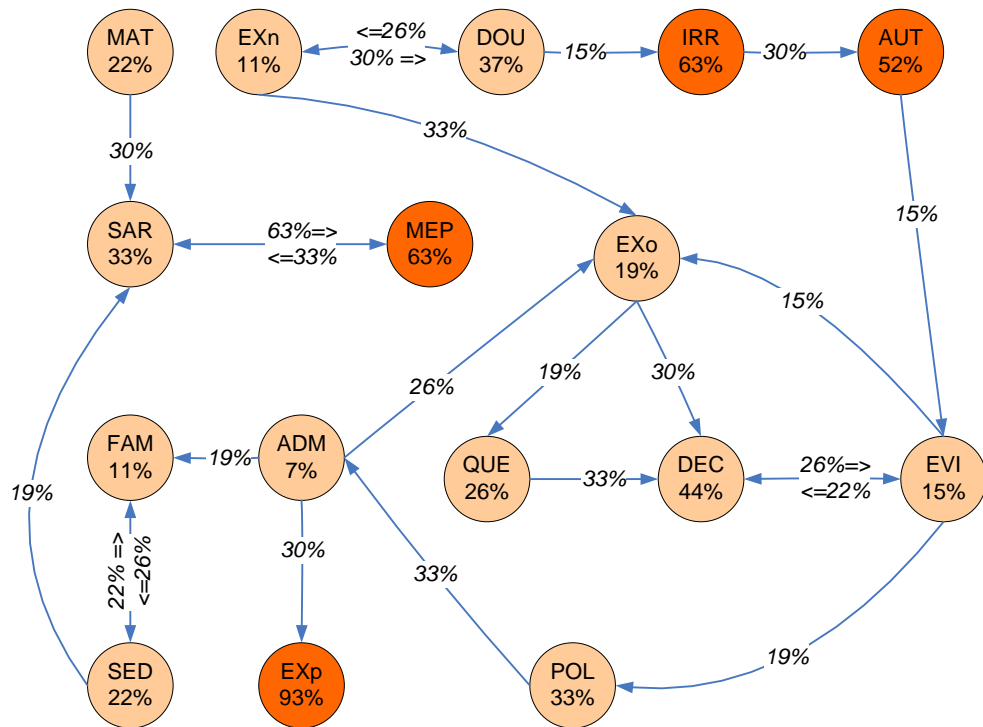 MAT
22%
EXn
11%
<=26%
30% =>
DOU
37%
15%
IRR
63%
30%
AUT
52%
33%
30%
15%
SAR
33%
63%=>
<=33%
MEP
63%
EXo
19%
15%
26%
19%
30%
FAM
11%
19%
ADM
7%
QUE
26%
33%
DEC
44%
26%=>
<=22%
EVI
15%
19%
22% =>
<=26%
30%
33%
19%
SED
22%
EXp
93%
POL
33%